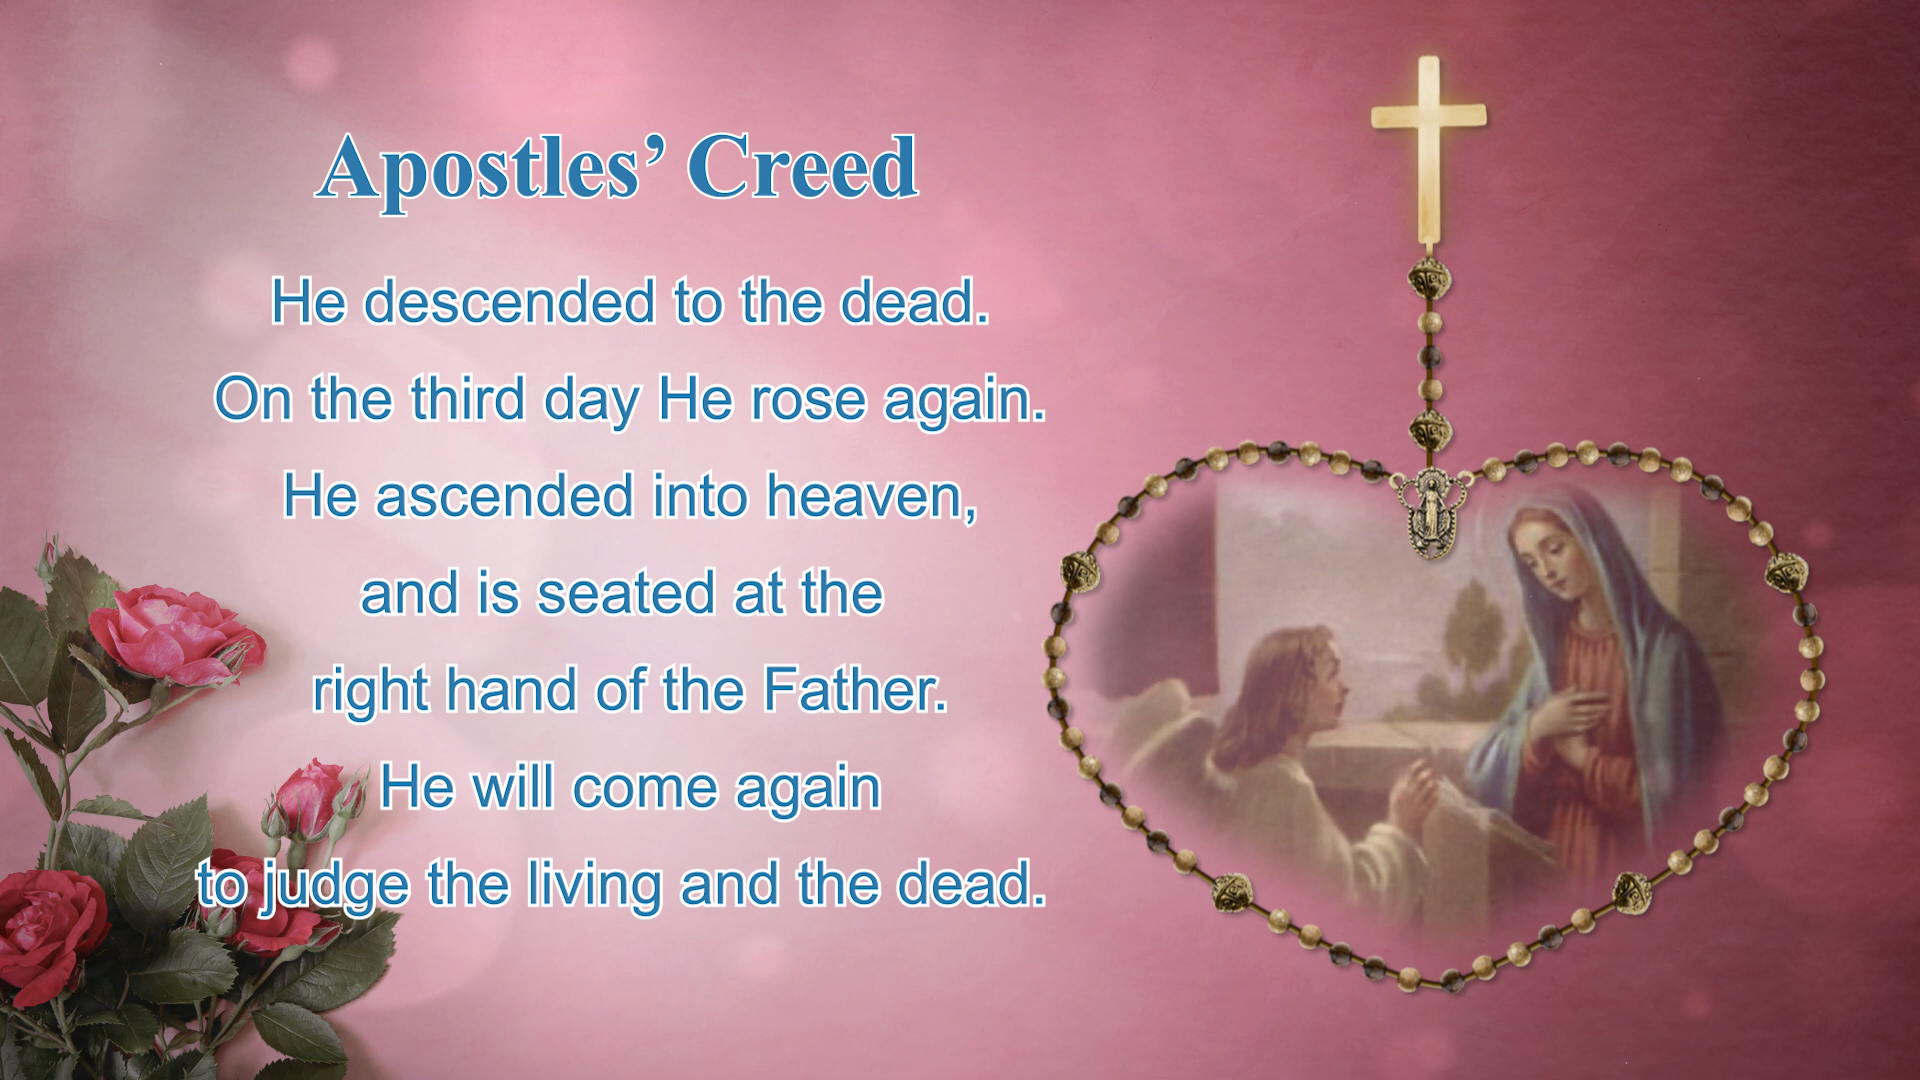 Apostles’ Creed
He descended to the dead.
On the third day He rose again.
He ascended into heaven,
and is seated at the
right hand of the Father.
He will come again
to judge the living and the dead.